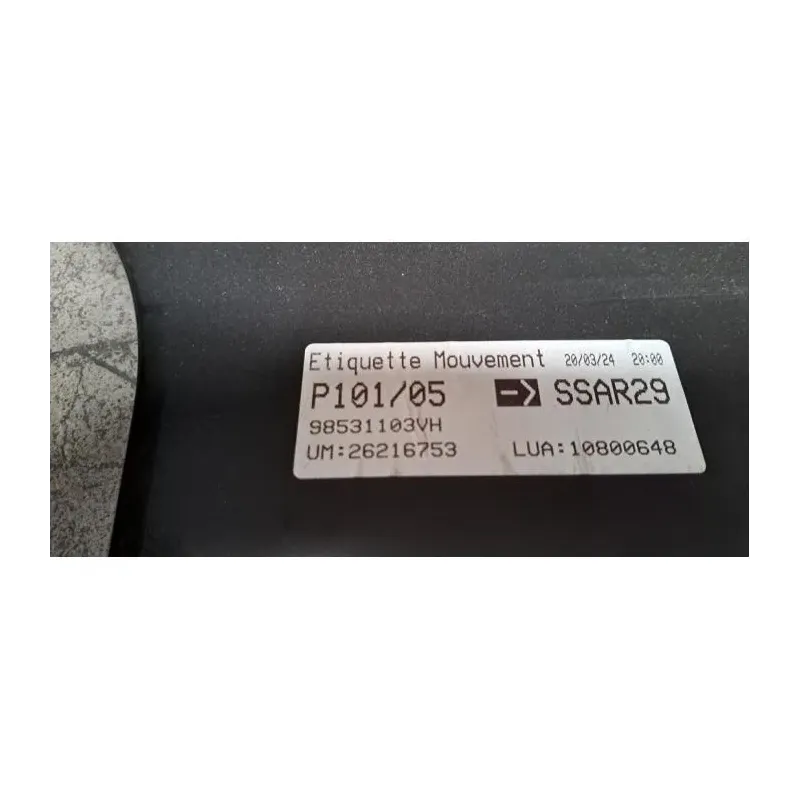 Etiquette Mouvement 20/03/24 20:00
P101/05 -> SSAR29
98531103VH
UM:26216753 LUA:10800648